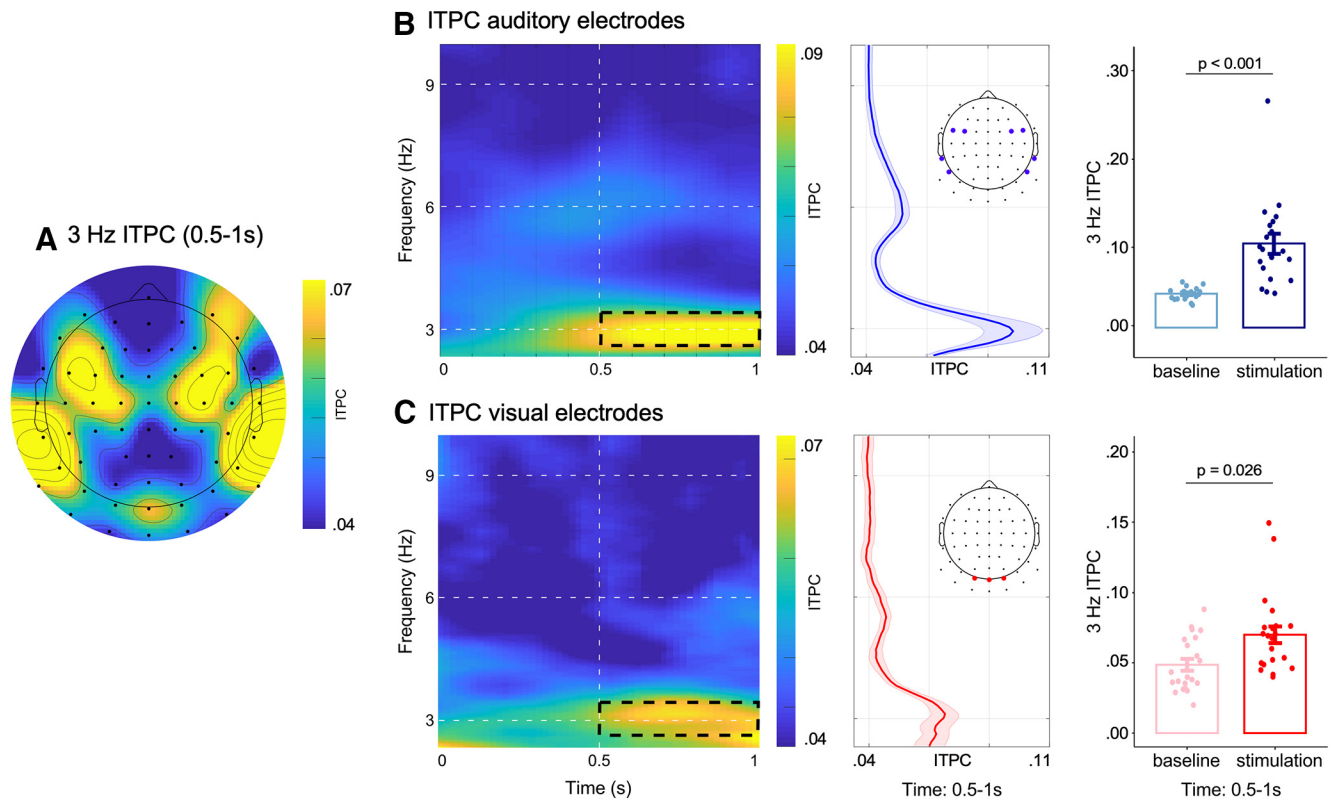 B ITPC auditory electrodes
Frequency (Hz)
9
6
3
0
0.5
1
.09
ITPC
.04
.04
ITPC
.11
3 Hz ITPC
.30
.20
.10
.00
p < 0.001
baseline
stimulation
A 3 Hz ITPC (0.5-1s)
.07
ITPC
.04
C ITPC visual electrodes
Frequency (Hz)
9
6
3
0
0.5
1
Time (s)
.07
ITPC
.04
.04
ITPC
.11
Time: 0.5-1s
3 Hz ITPC
.20
.15
.10
.05
.00
p = 0.026
baseline
stimulation
Time: 0.5-1s